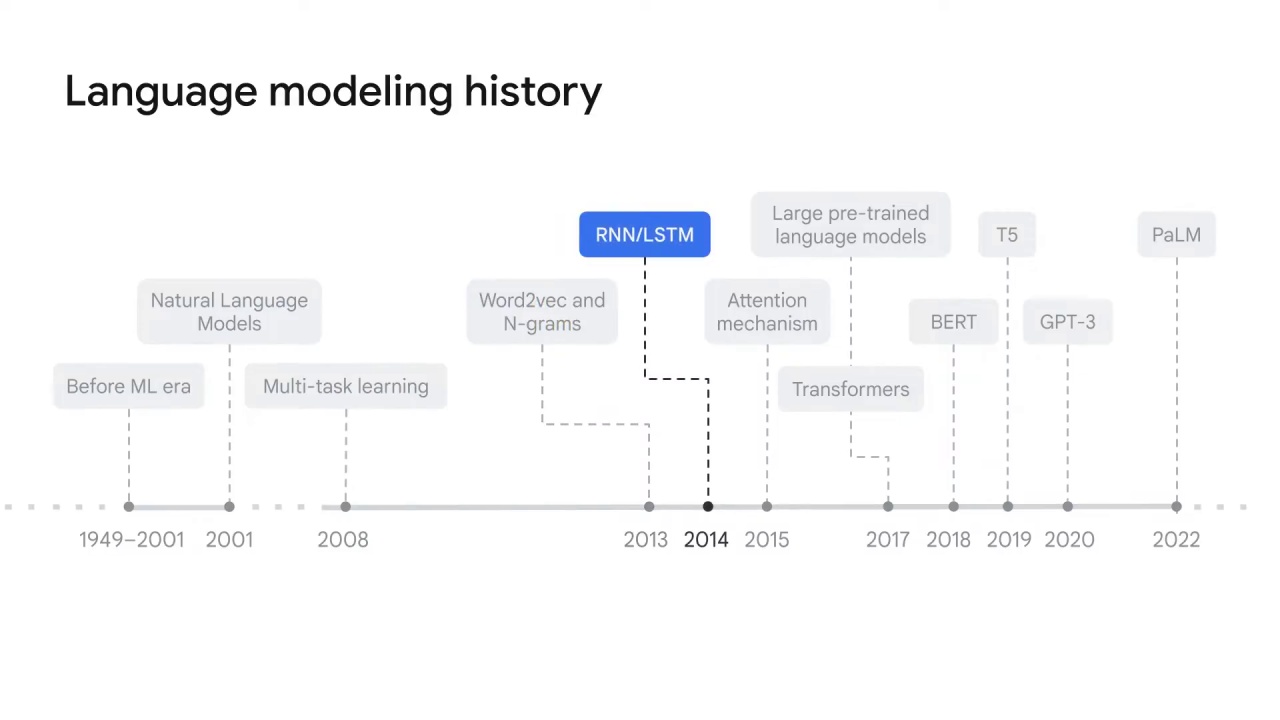 Language modeling history
RNN/LSTM
Large pre-trained
language models
T5
PaLM
Natural Language
Models
Word2vec and
N-grams
Attention
mechanism
BERT
GPT-3
Before ML era
Multi-task learning
Transformers
1949–2001
2001
2008
2013
2014
2015
2017
2018
2019
2020
2022